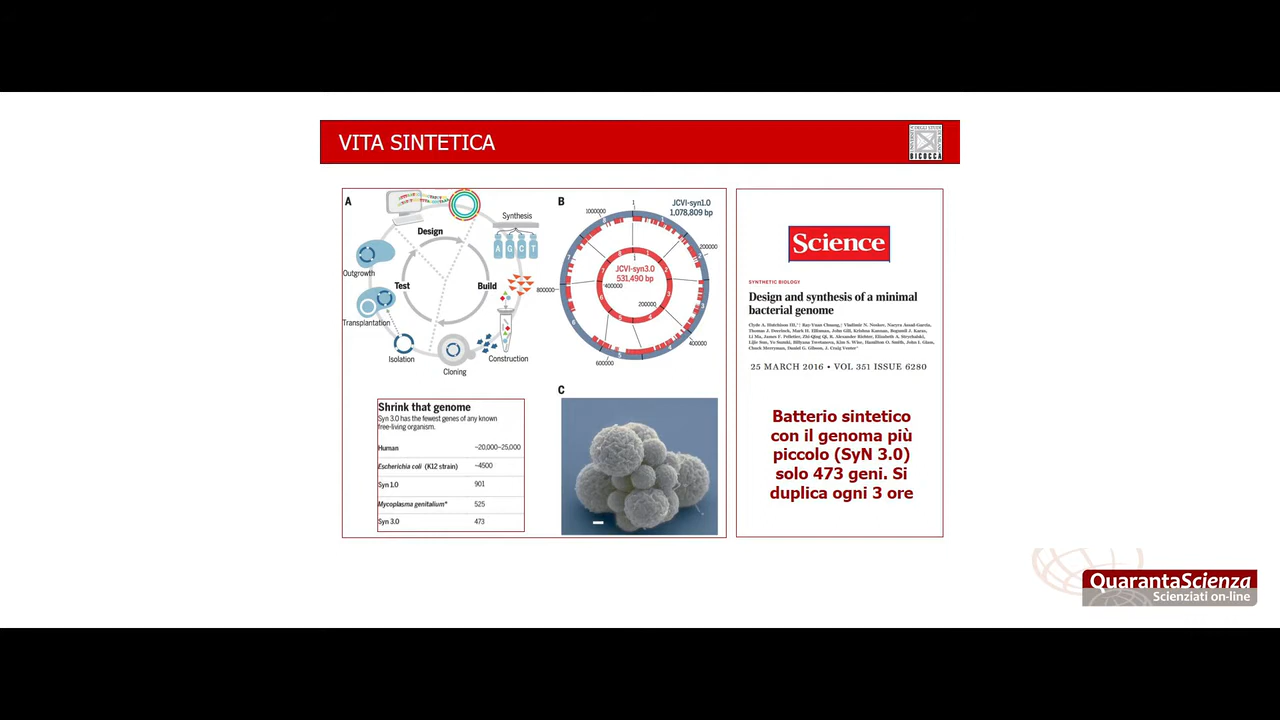 VITA SINTETICA
BICOCCA
A
Design
Synthesis
A G C T
Outgrowth
Test
Build
Transplantation
Isolation
Construction
Cloning
B
JCVI-syn1.0
1,078,809 bp
1000000
1
200000
JCVI-syn3.0
531,490 bp
1
400000
200000
800000
400000
600000
Shrink that genome
Syn 3.0 has the fewest genes of any known
free-living organism.
Human ~20,000–25,000
Escherichia coli (K12 strain) ~4500
Syn 1.0 901
Mycoplasma genitalium* 525
Syn 3.0 473
C
Science
SYNTHETIC BIOLOGY
Design and synthesis of a minimal
bacterial genome
25 MARCH 2016 • VOL 351 ISSUE 6280
Batterio sintetico
con il genoma più
piccolo (SyN 3.0)
solo 473 geni. Si
duplica ogni 3 ore
QuarantaScienza
Scienziati on-line